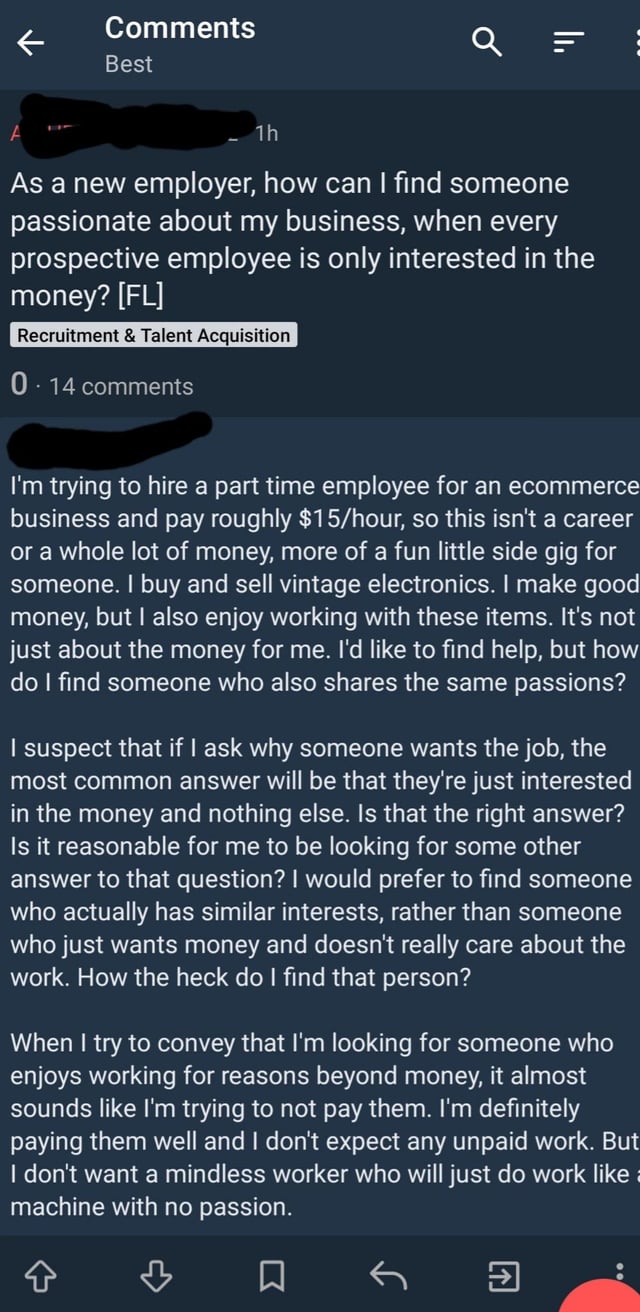 Comments
Best
1h
As a new employer, how can I find someone
passionate about my business, when every
prospective employee is only interested in the
money? [FL]
Recruitment & Talent Acquisition
0 · 14 comments
I'm trying to hire a part time employee for an ecommerce
business and pay roughly $15/hour, so this isn't a career
or a whole lot of money, more of a fun little side gig for
someone. I buy and sell vintage electronics. I make good
money, but I also enjoy working with these items. It's not
just about the money for me. I'd like to find help, but how
do I find someone who also shares the same passions?
I suspect that if I ask why someone wants the job, the
most common answer will be that they're just interested
in the money and nothing else. Is that the right answer?
Is it reasonable for me to be looking for some other
answer to that question? I would prefer to find someone
who actually has similar interests, rather than someone
who just wants money and doesn't really care about the
work. How the heck do I find that person?
When I try to convey that I'm looking for someone who
enjoys working for reasons beyond money, it almost
sounds like I'm trying to not pay them. I'm definitely
paying them well and I don't expect any unpaid work. But
I don't want a mindless worker who will just do work like a
machine with no passion.